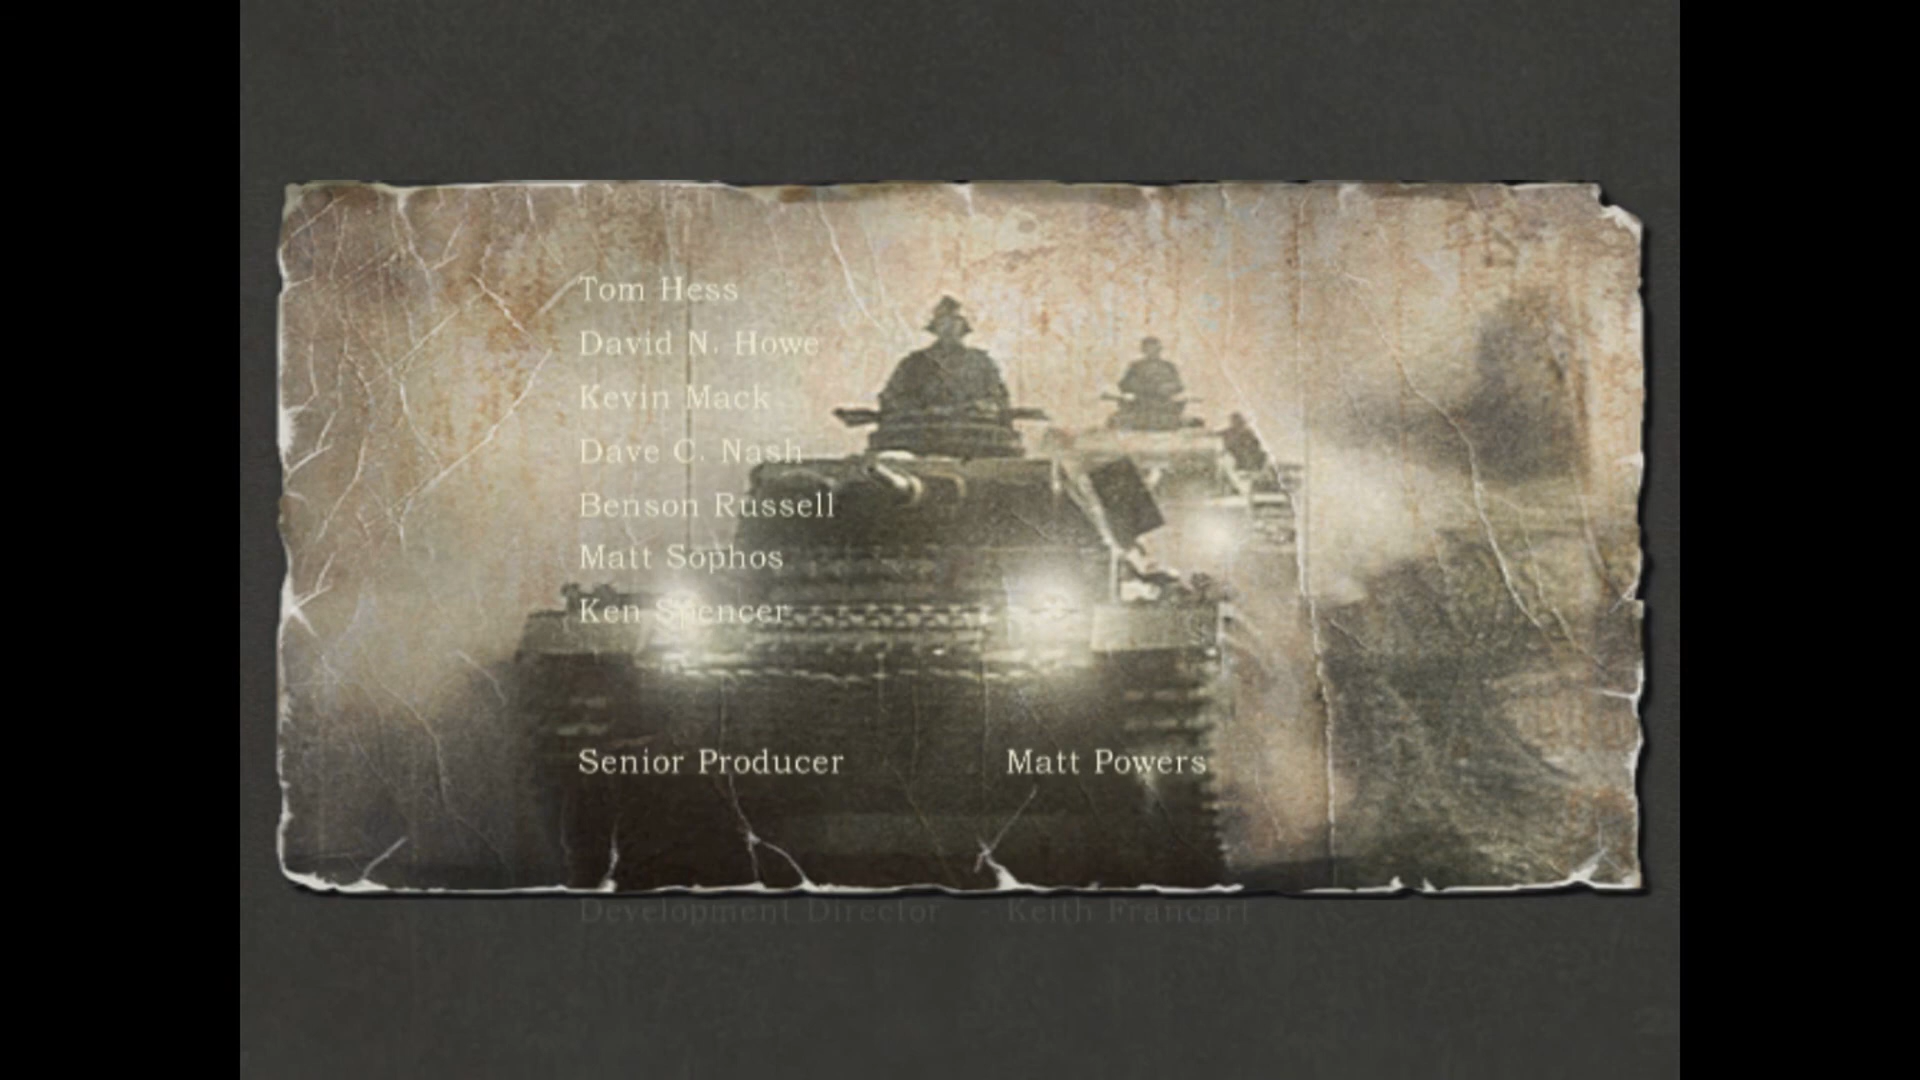 Tom Hess
David N. Howe
Kevin Mack
Dave C. Nash
Benson Russell
Matt Sophos
Ken Spencer
Senior Producer Matt Powers
Development Director Keith Francart